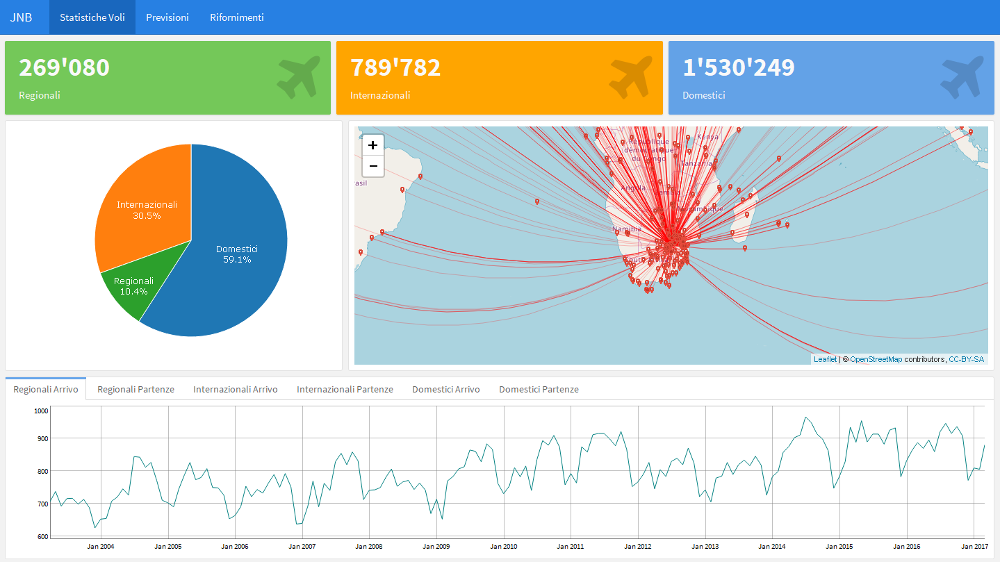 JNB Statistiche Voli Previsioni Rifornimenti
269'080
Regionali
789'782
Internazionali
1'530'249
Domestici
Internazionali
30.5%
Domestici
59.1%
Regionali
10.4%
+
−
Kenya
République
démocratique
du Congo
Tanzania
asil
Angola
Mozambique
Namibia
Leaflet | © OpenStreetMap contributors, CC-BY-SA
Regionali Arrivo Regionali Partenze Internazionali Arrivo Internazionali Partenze Domestici Arrivo Domestici Partenze
1000
900
800
700
600
Jan 2004 Jan 2005 Jan 2006 Jan 2007 Jan 2008 Jan 2009 Jan 2010 Jan 2011 Jan 2012 Jan 2013 Jan 2014 Jan 2015 Jan 2016 Jan 2017